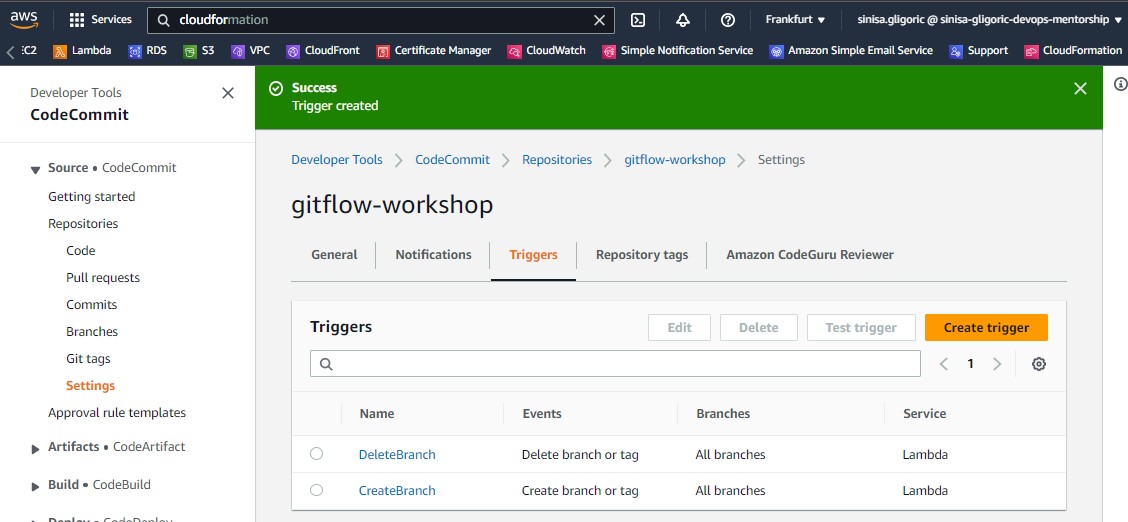 aws Services cloudformation Frankfurt ▼ sinisa.gligoric @ sinisa-gligoric-devops-mentorship ▼
EC2 Lambda RDS S3 VPC CloudFront Certificate Manager CloudWatch Simple Notification Service Amazon Simple Email Service Support CloudFormation
Developer Tools
CodeCommit
Source • CodeCommit
Getting started
Repositories
Code
Pull requests
Commits
Branches
Git tags
Settings
Approval rule templates
Artifacts • CodeArtifact
Build • CodeBuild
Deploy • CodeDeploy
Success
Trigger created
Developer Tools > CodeCommit > Repositories > gitflow-workshop > Settings
gitflow-workshop
General Notifications Triggers Repository tags Amazon CodeGuru Reviewer
Triggers Edit Delete Test trigger Create trigger
1
Name Events Branches Service
DeleteBranch Delete branch or tag All branches Lambda
CreateBranch Create branch or tag All branches Lambda